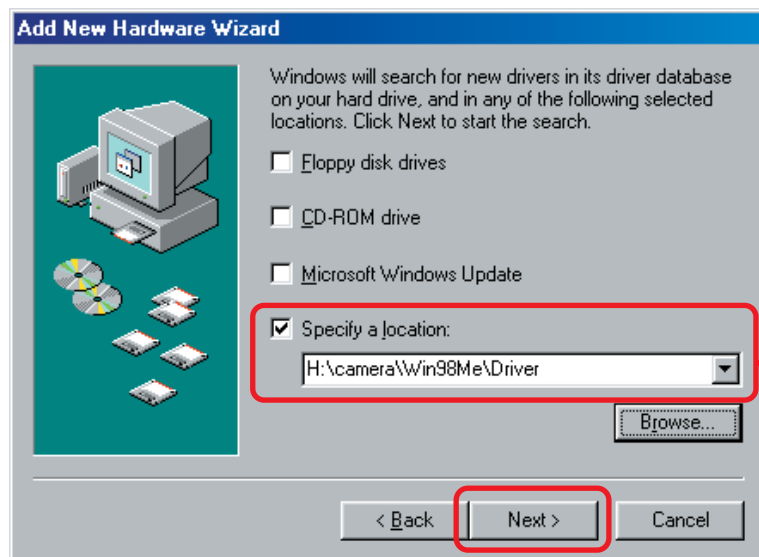 Add New Hardware Wizard
Windows will search for new drivers in its driver database
on your hard drive, and in any of the following selected
locations. Click Next to start the search.
Floppy disk drives
CD-ROM drive
Microsoft Windows Update
Specify a location:
H:\camera\Win98Me\Driver
Browse...
< Back
Next >
Cancel